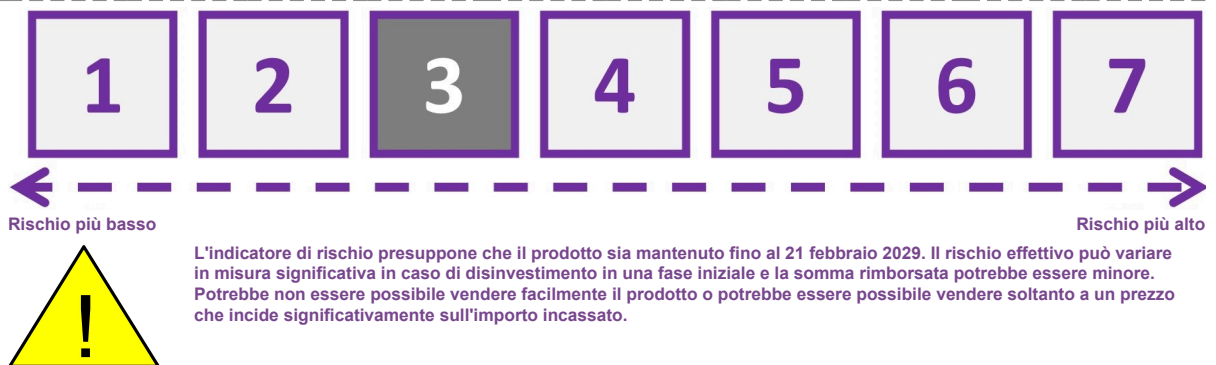 1 2 3 4 5 6 7
Rischio più basso Rischio più alto
L'indicatore di rischio presuppone che il prodotto sia mantenuto fino al 21 febbraio 2029. Il rischio effettivo può variare
in misura significativa in caso di disinvestimento in una fase iniziale e la somma rimborsata potrebbe essere minore.
Potrebbe non essere possibile vendere facilmente il prodotto o potrebbe essere possibile vendere soltanto a un prezzo
che incide significativamente sull'importo incassato.
!